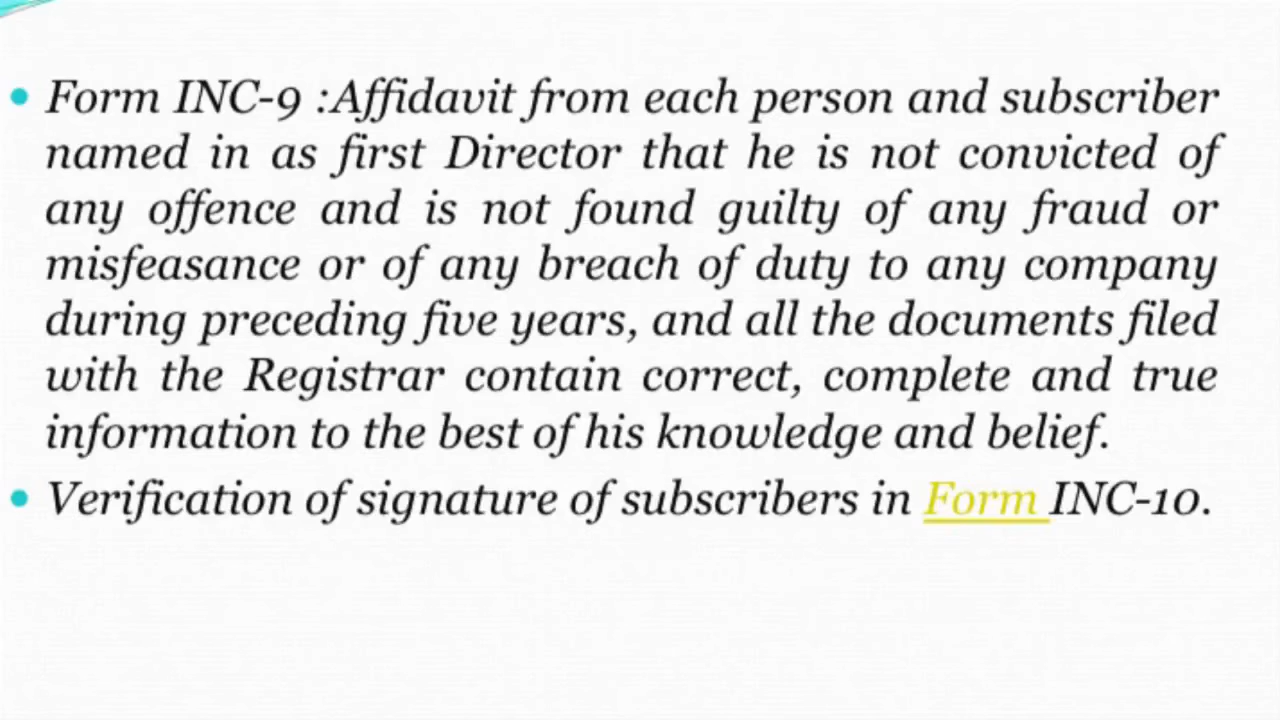 • Form INC-9 :Affidavit from each person and subscriber
named in as first Director that he is not convicted of
any offence and is not found guilty of any fraud or
misfeasance or of any breach of duty to any company
during preceding five years, and all the documents filed
with the Registrar contain correct, complete and true
information to the best of his knowledge and belief.
• Verification of signature of subscribers in Form INC-10.